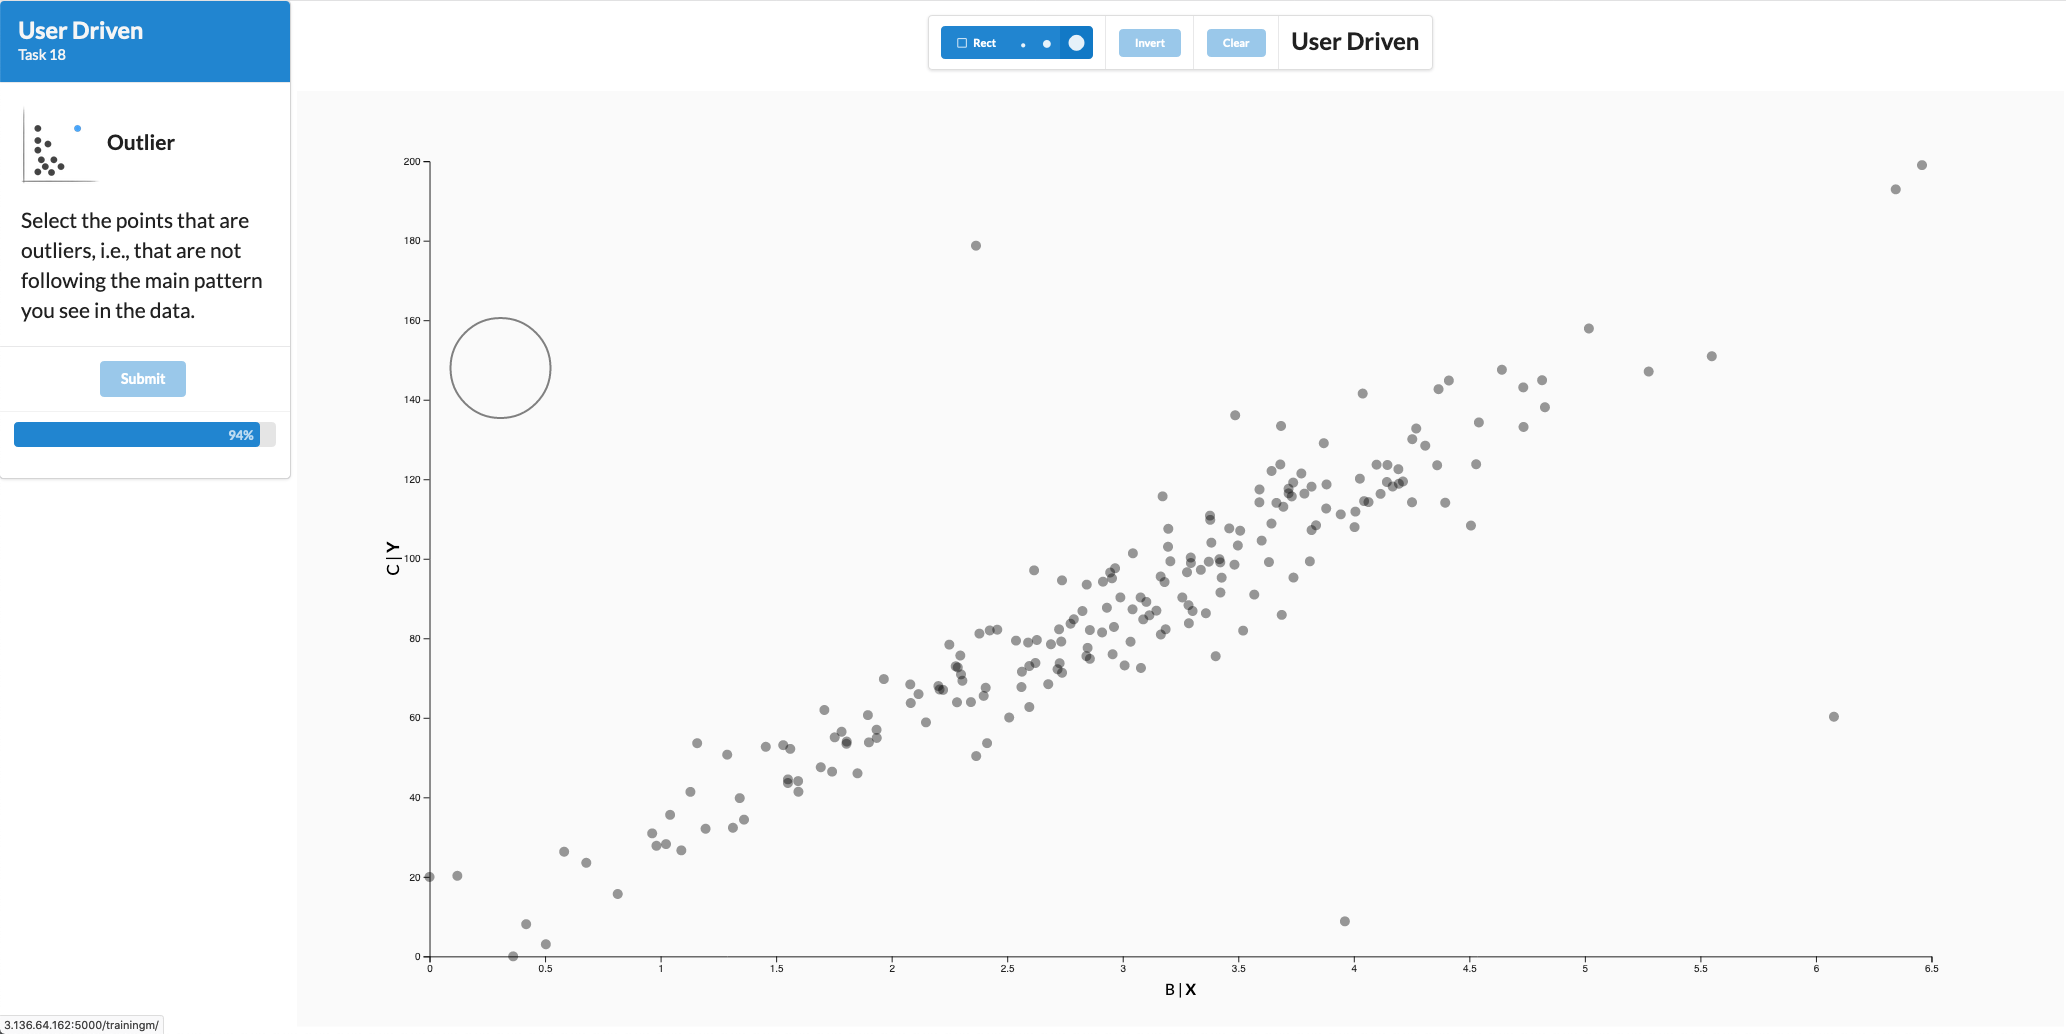 User Driven
Task 18
Rect
Invert
Clear
User Driven
Outlier
Select the points that are
outliers, i.e., that are not
following the main pattern
you see in the data.
Submit
94%
200
180
160
140
120
100
80
60
40
20
0
C|Y
0 0.5 1 1.5 2 2.5 3 3.5 4 4.5 5 5.5 6 6.5
B|X
3.136.64.162:5000/trainingm/